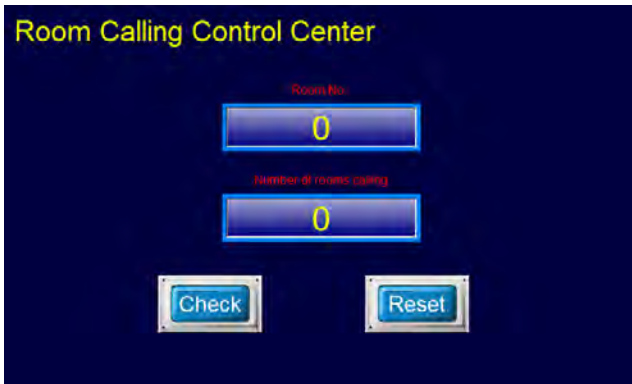 Room Calling Control Center
Room No
0
Number of rooms calling
0
Check
Reset